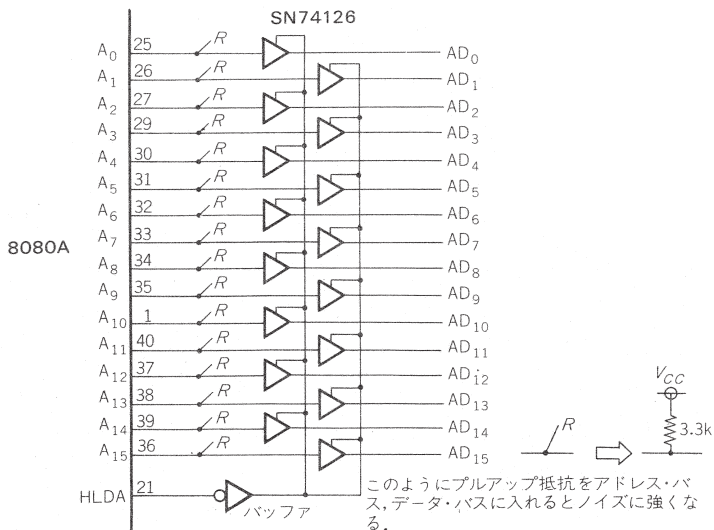 SN74126
A0 25 R AD0
A1 26 R AD1
A2 27 R AD2
A3 29 R AD3
A4 30 R AD4
A5 31 R AD5
A6 32 R AD6
A7 33 R AD7
8080A
A8 34 R AD8
A9 35 R AD9
A10 1 R AD10
A11 40 R AD11
A12 37 R AD12
A13 38 R AD13
A14 39 R AD14
A15 36 R AD15
VCC
R
3.3k
HLDA 21
バッファ
このようにプルアップ抵抗をアドレス・バ
ス,データ・バスに入れるとノイズに強くな
る.